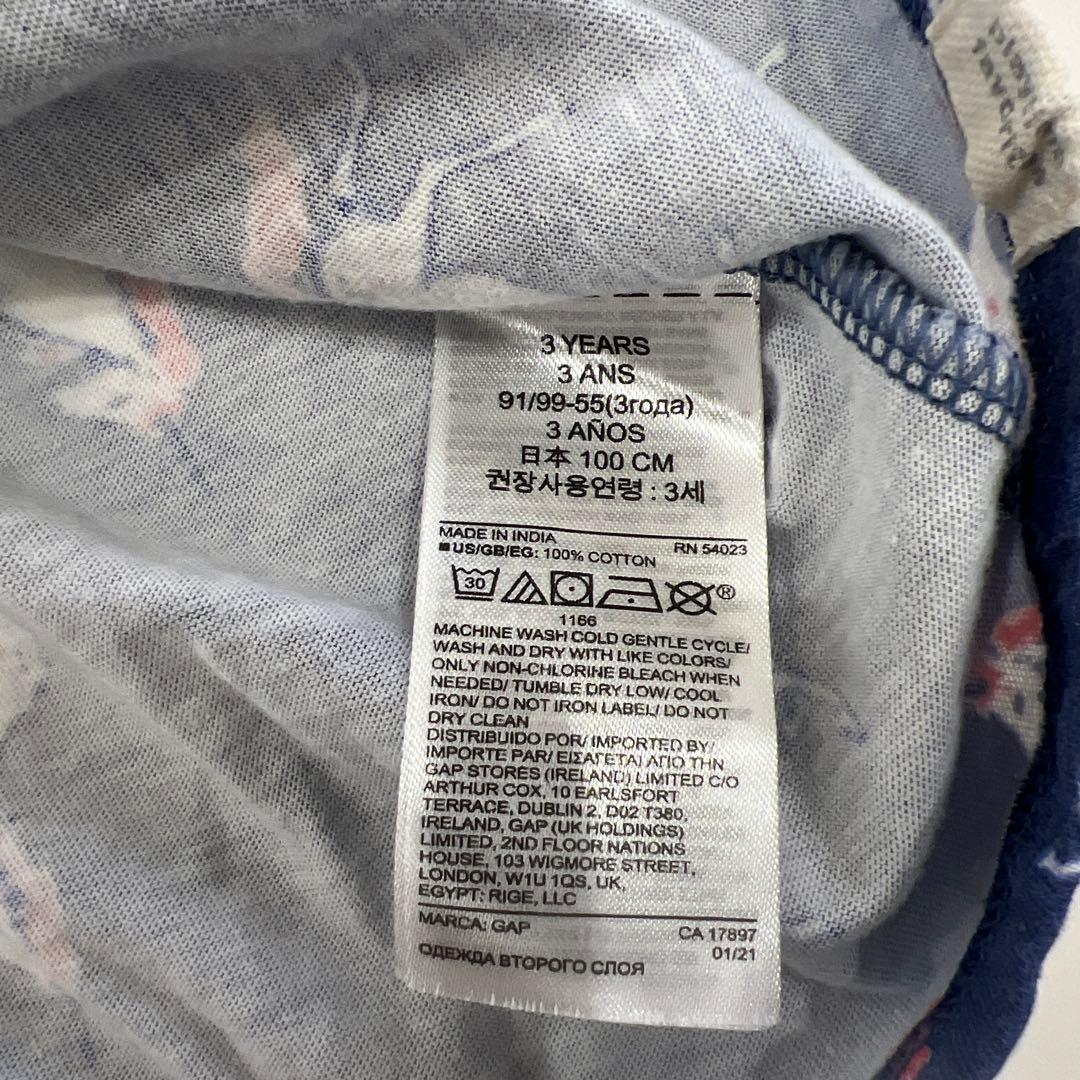 3 YEARS
3 ANS
91/99-55(3года)
3 AÑOS
日本 100 CM
권장사용연령 : 3세
MADE IN INDIA
RN 54023
■US/GB/EG: 100% COTTON
30
®
1166
MACHINE WASH COLD GENTLE CYCLE/
WASH AND DRY WITH LIKE COLORS/
ONLY NON-CHLORINE BLEACH WHEN
NEEDED/ TUMBLE DRY LOW/ COOL
IRON/ DO NOT IRON LABEL/ DO NOT
DRY CLEAN
DISTRIBUIDO POR/ IMPORTED BY/
IMPORTE PAR/ ΕΙΣΑΓΕΤΑΙ ΑΠΟ ΤΗΝ
GAP STORES (IRELAND) LIMITED C/O
ARTHUR COX, 10 EARLSFORT
TERRACE, DUBLIN 2, D02 T380,
IRELAND, GAP (UK HOLDINGS)
LIMITED, 2ND FLOOR NATIONS
HOUSE, 103 WIGMORE STREET,
LONDON, W1U 1QS, UK,
EGYPT: RIGE, LLC
MARCA: GAP
CA 17897
01/21
ОДЕЖДА ВТОРОГО СЛОЯ